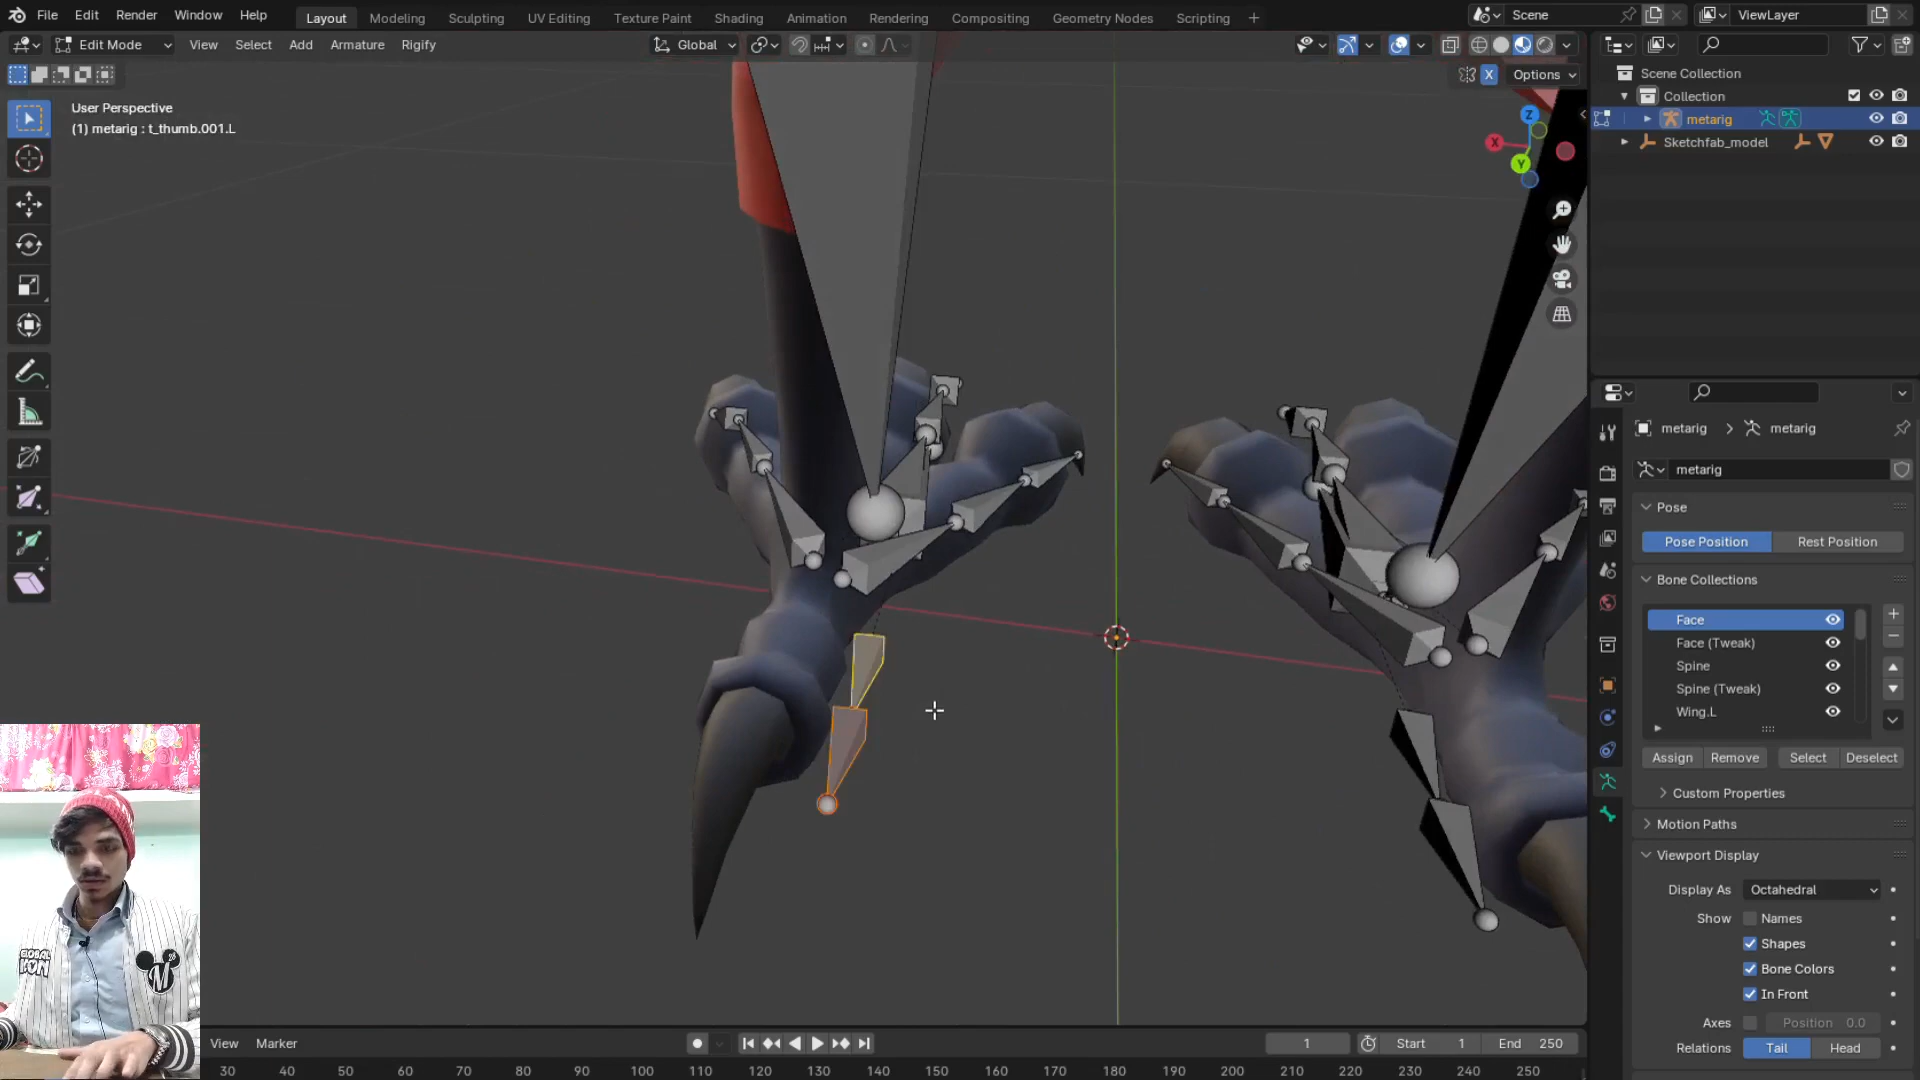 File Edit Render Window Help Layout Modeling Sculpting UV Editing Texture Paint Shading Animation Rendering Compositing Geometry Nodes Scripting + Scene ViewLayer
Edit Mode View Select Add Armature Rigify Global
X Options
User Perspective
(1) metarig : t_thumb.001.L
Z
X
Y
Scene Collection
Collection
metarig
Sketchfab_model
metarig > metarig
metarig
Pose
Pose Position Rest Position
Bone Collections
Face
Face (Tweak)
Spine
Spine (Tweak)
Wing.L
Assign Remove Select Deselect
Custom Properties
Motion Paths
Viewport Display
Display As Octahedral
Show Names
Shapes
Bone Colors
In Front
Axes Position 0.0
Relations Tail Head
GLOBAL
IKON
M
View Marker 1 Start 1 End 250
30 40 50 60 70 80 90 100 110 120 130 140 150 160 170 180 190 200 210 220 230 240 250